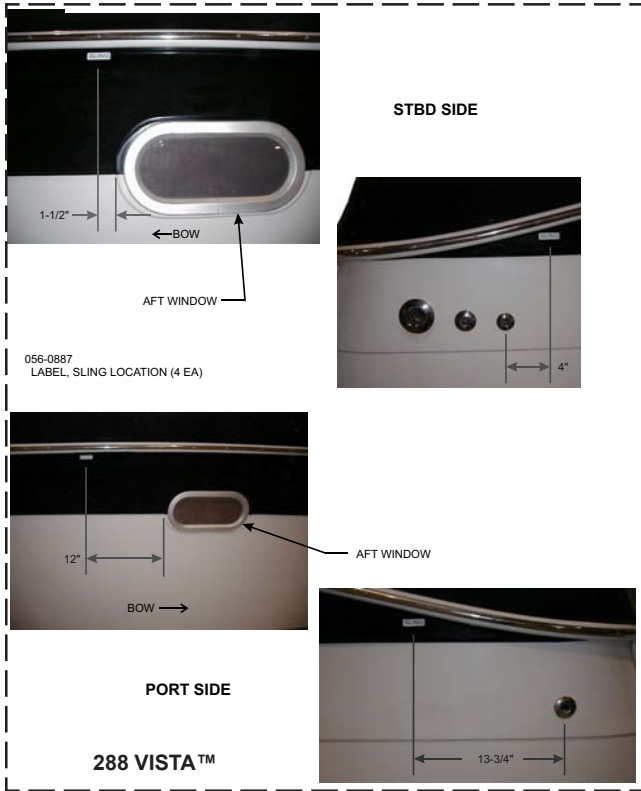 STBD SIDE
1-1/2"
BOW
AFT WINDOW
4"
056-0887
LABEL, SLING LOCATION (4 EA)
12"
AFT WINDOW
BOW
PORT SIDE
13-3/4"
288 VISTA™